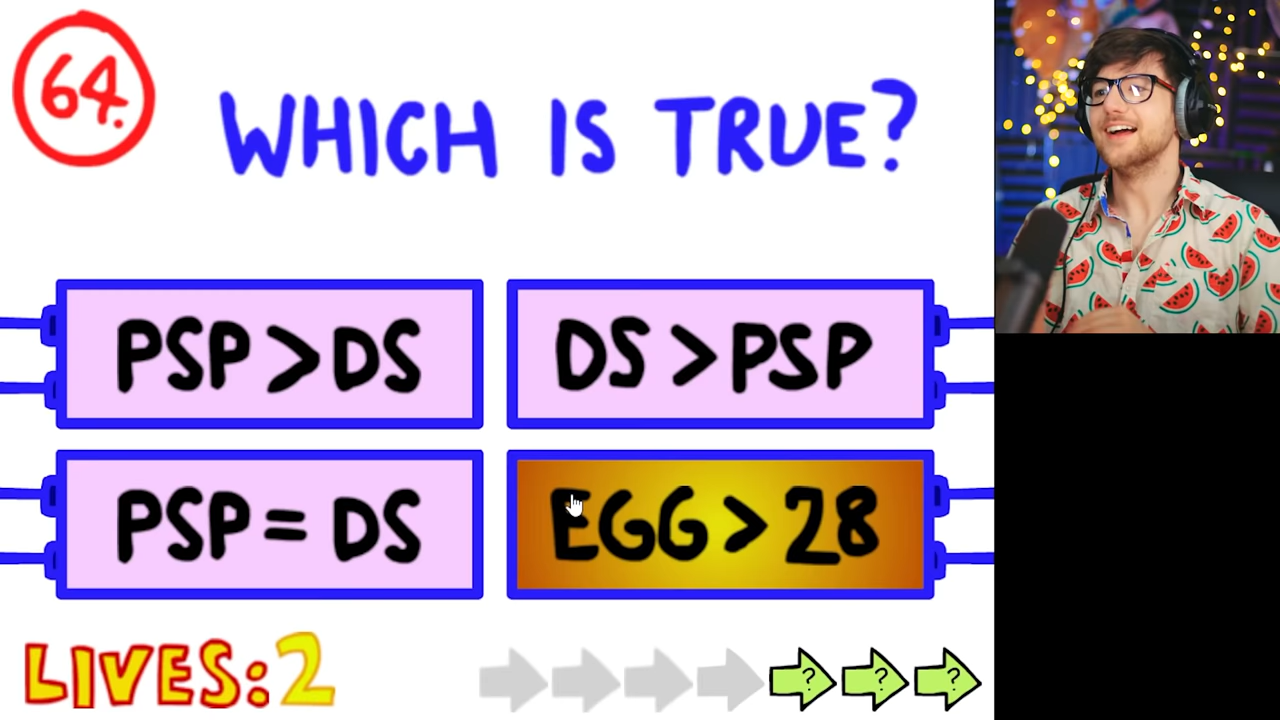 64.
WHICH IS TRUE?
PSP > DS
DS > PSP
PSP = DS
EGG > 28
LIVES: 2
? ? ?